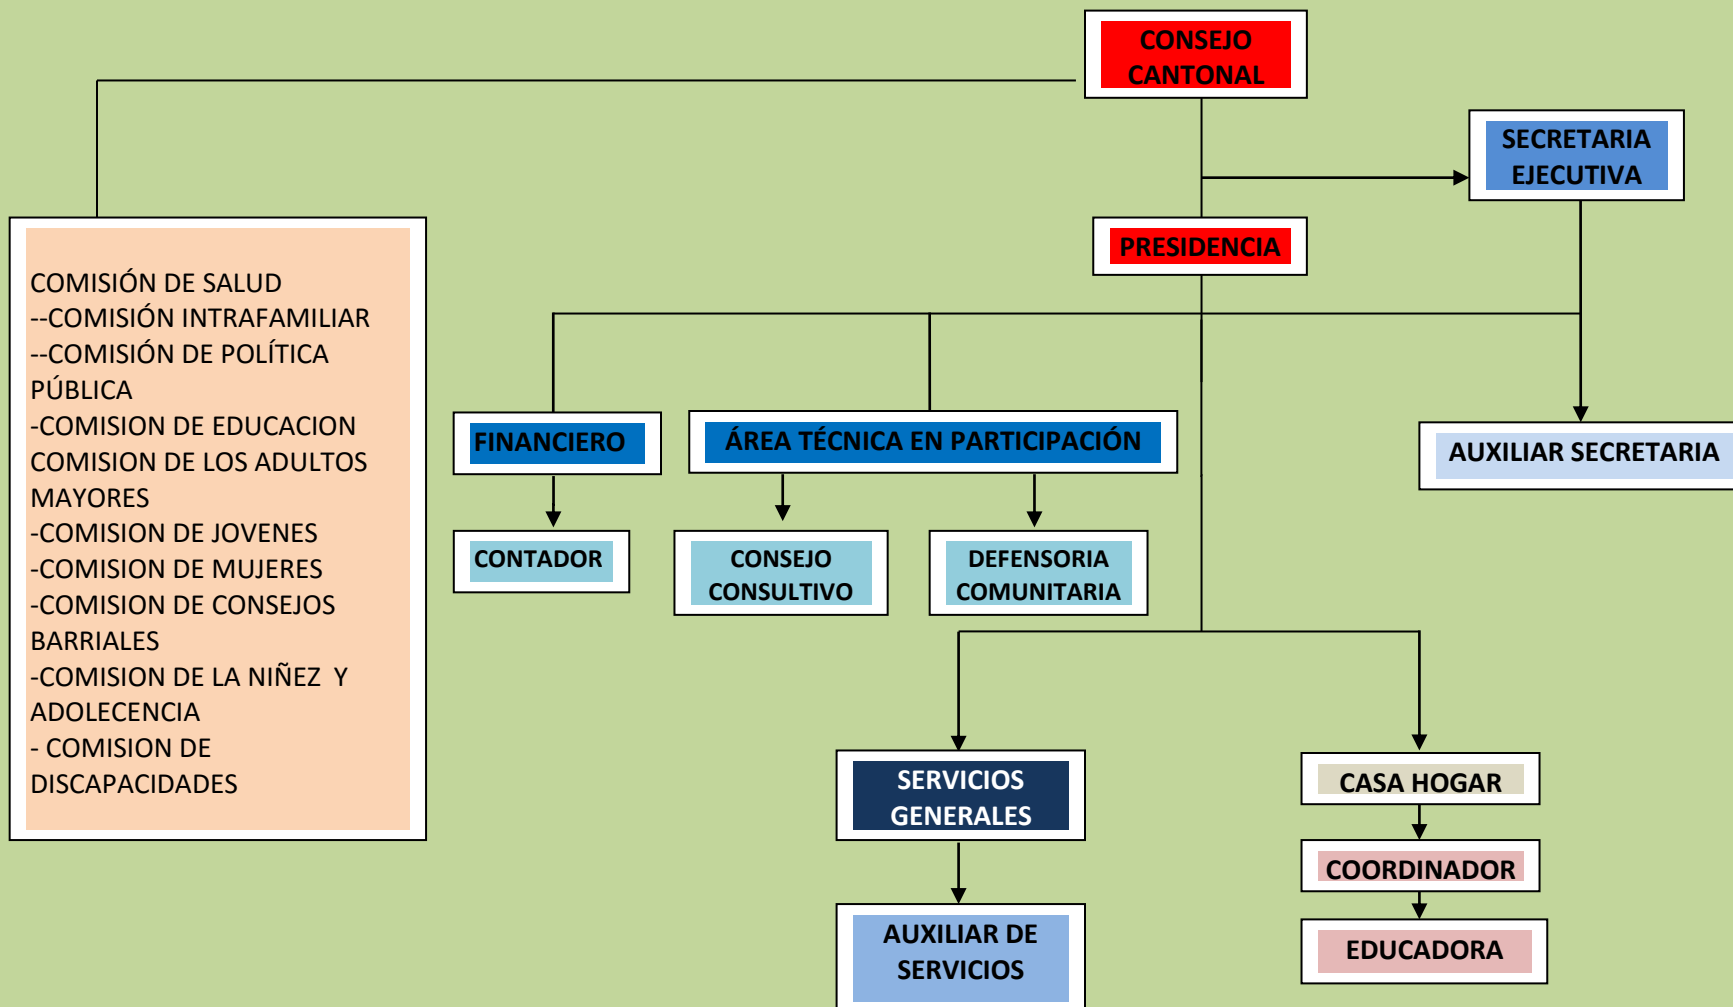 CONSEJO
CANTONAL
SECRETARIA
EJECUTIVA
PRESIDENCIA
COMISIÓN DE SALUD
--COMISIÓN INTRAFAMILIAR
--COMISIÓN DE POLÍTICA
PÚBLICA
-COMISION DE EDUCACION
COMISION DE LOS ADULTOS
MAYORES
-COMISION DE JOVENES
-COMISION DE MUJERES
-COMISION DE CONSEJOS
BARRIALES
-COMISION DE LA NIÑEZ  Y
ADOLECENCIA
- COMISION DE
DISCAPACIDADES
FINANCIERO
ÁREA TÉCNICA EN PARTICIPACIÓN
AUXILIAR SECRETARIA
CONTADOR
CONSEJO
CONSULTIVO
DEFENSORIA
COMUNITARIA
SERVICIOS
GENERALES
CASA HOGAR
COORDINADOR
AUXILIAR DE
SERVICIOS
EDUCADORA